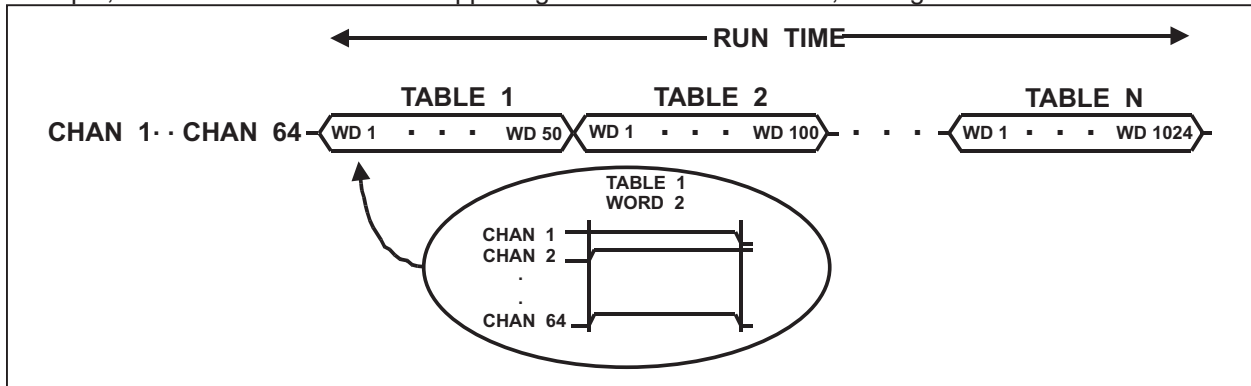 RUN TIME
TABLE 1 TABLE 2 TABLE N
CHAN 1 · · CHAN 64 WD 1 · · · WD 50 WD 1 · · · WD 100 · · · · WD 1 · · · WD 1024
TABLE 1
WORD 2
CHAN 1
CHAN 2
.
.
CHAN 64